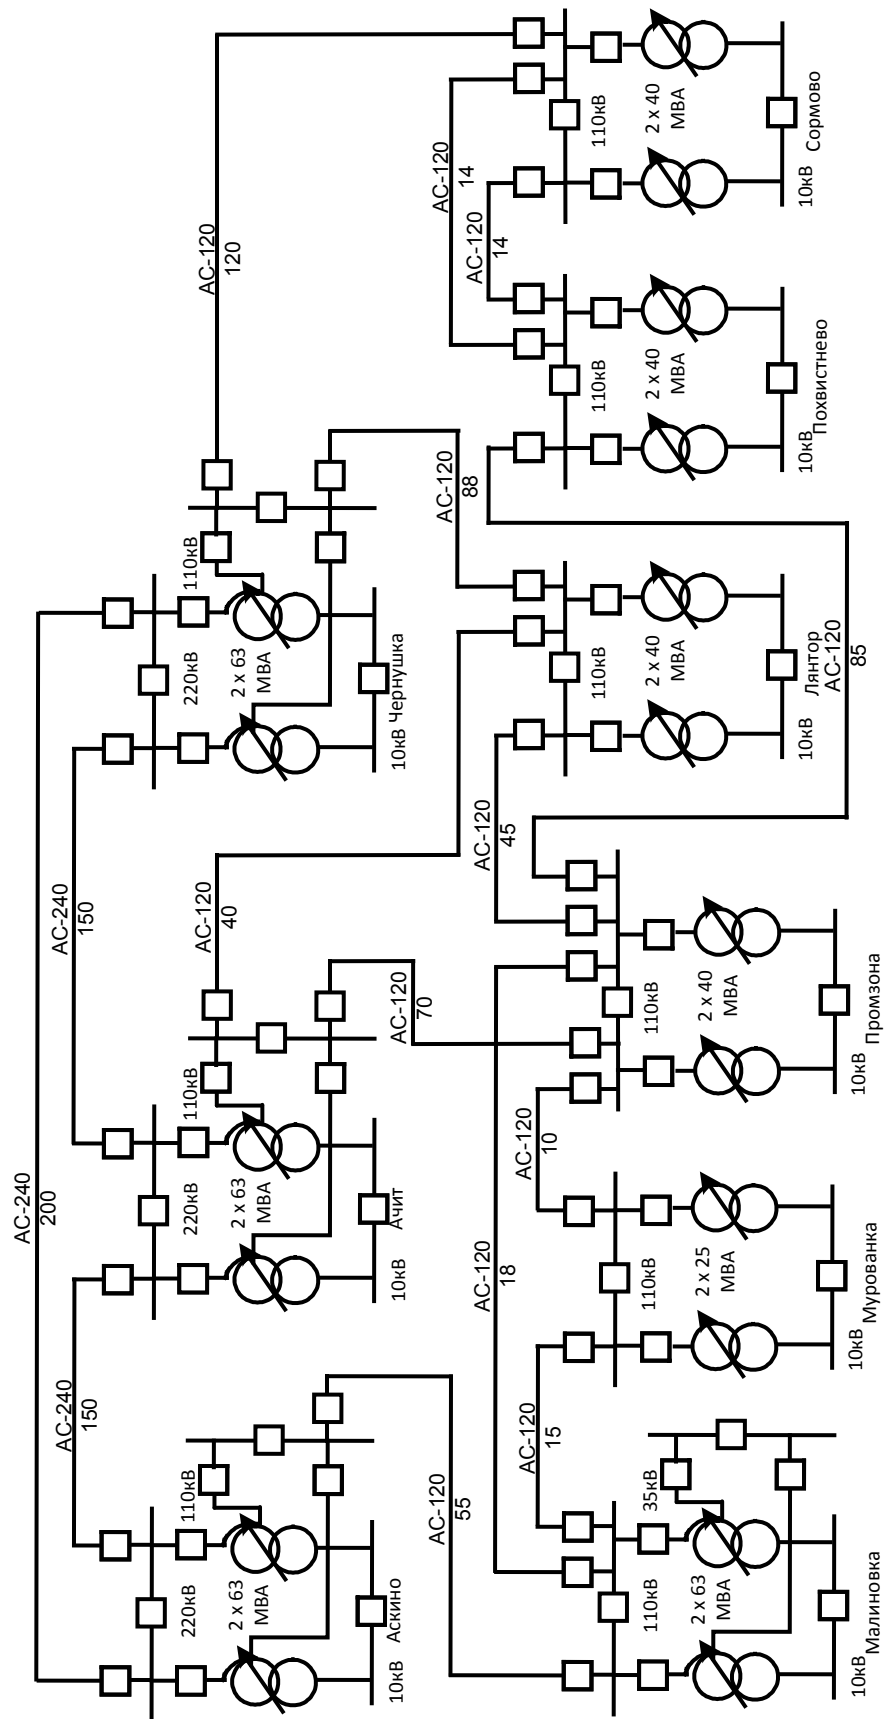 АС-240
200
АС-240
150
АС-240
150
220кВ
110кВ
2 x 63
МВА
10кВ
Аскино
220кВ
110кВ
2 x 63
МВА
10кВ
Ачит
220кВ
110кВ
2 x 63
МВА
10кВ Чернушка
АС-120
120
АС-120
40
АС-120
70
АС-120
55
АС-120
88
АС-120
14
АС-120
14
АС-120
45
АС-120
18
АС-120
10
АС-120
15
110кВ
35кВ
2 x 63
МВА
10кВ Малиновка
110кВ
2 x 25
МВА
10кВ Мурованка
110кВ
2 x 40
МВА
10кВ
Промзона
110кВ
2 x 40
МВА
10кВ
Лянтор
АС-120
85
110кВ
2 x 40
МВА
10кВ
Похвистнево
110кВ
2 x 40
МВА
10кВ
Сормово